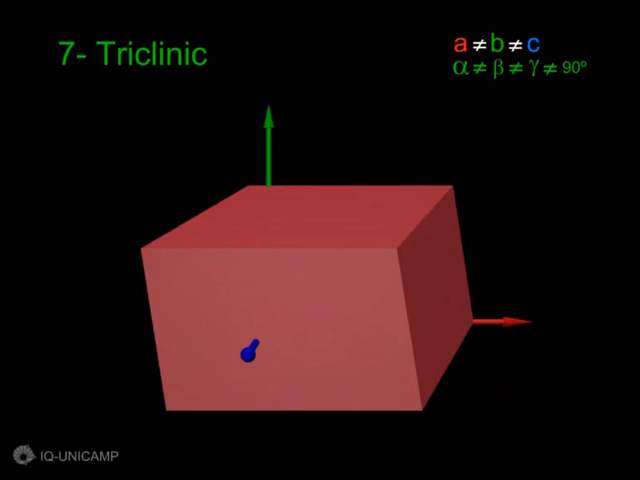 7- Triclinic
a ≠ b ≠ c
α ≠ β ≠ γ ≠ 90º
IQ-UNICAMP